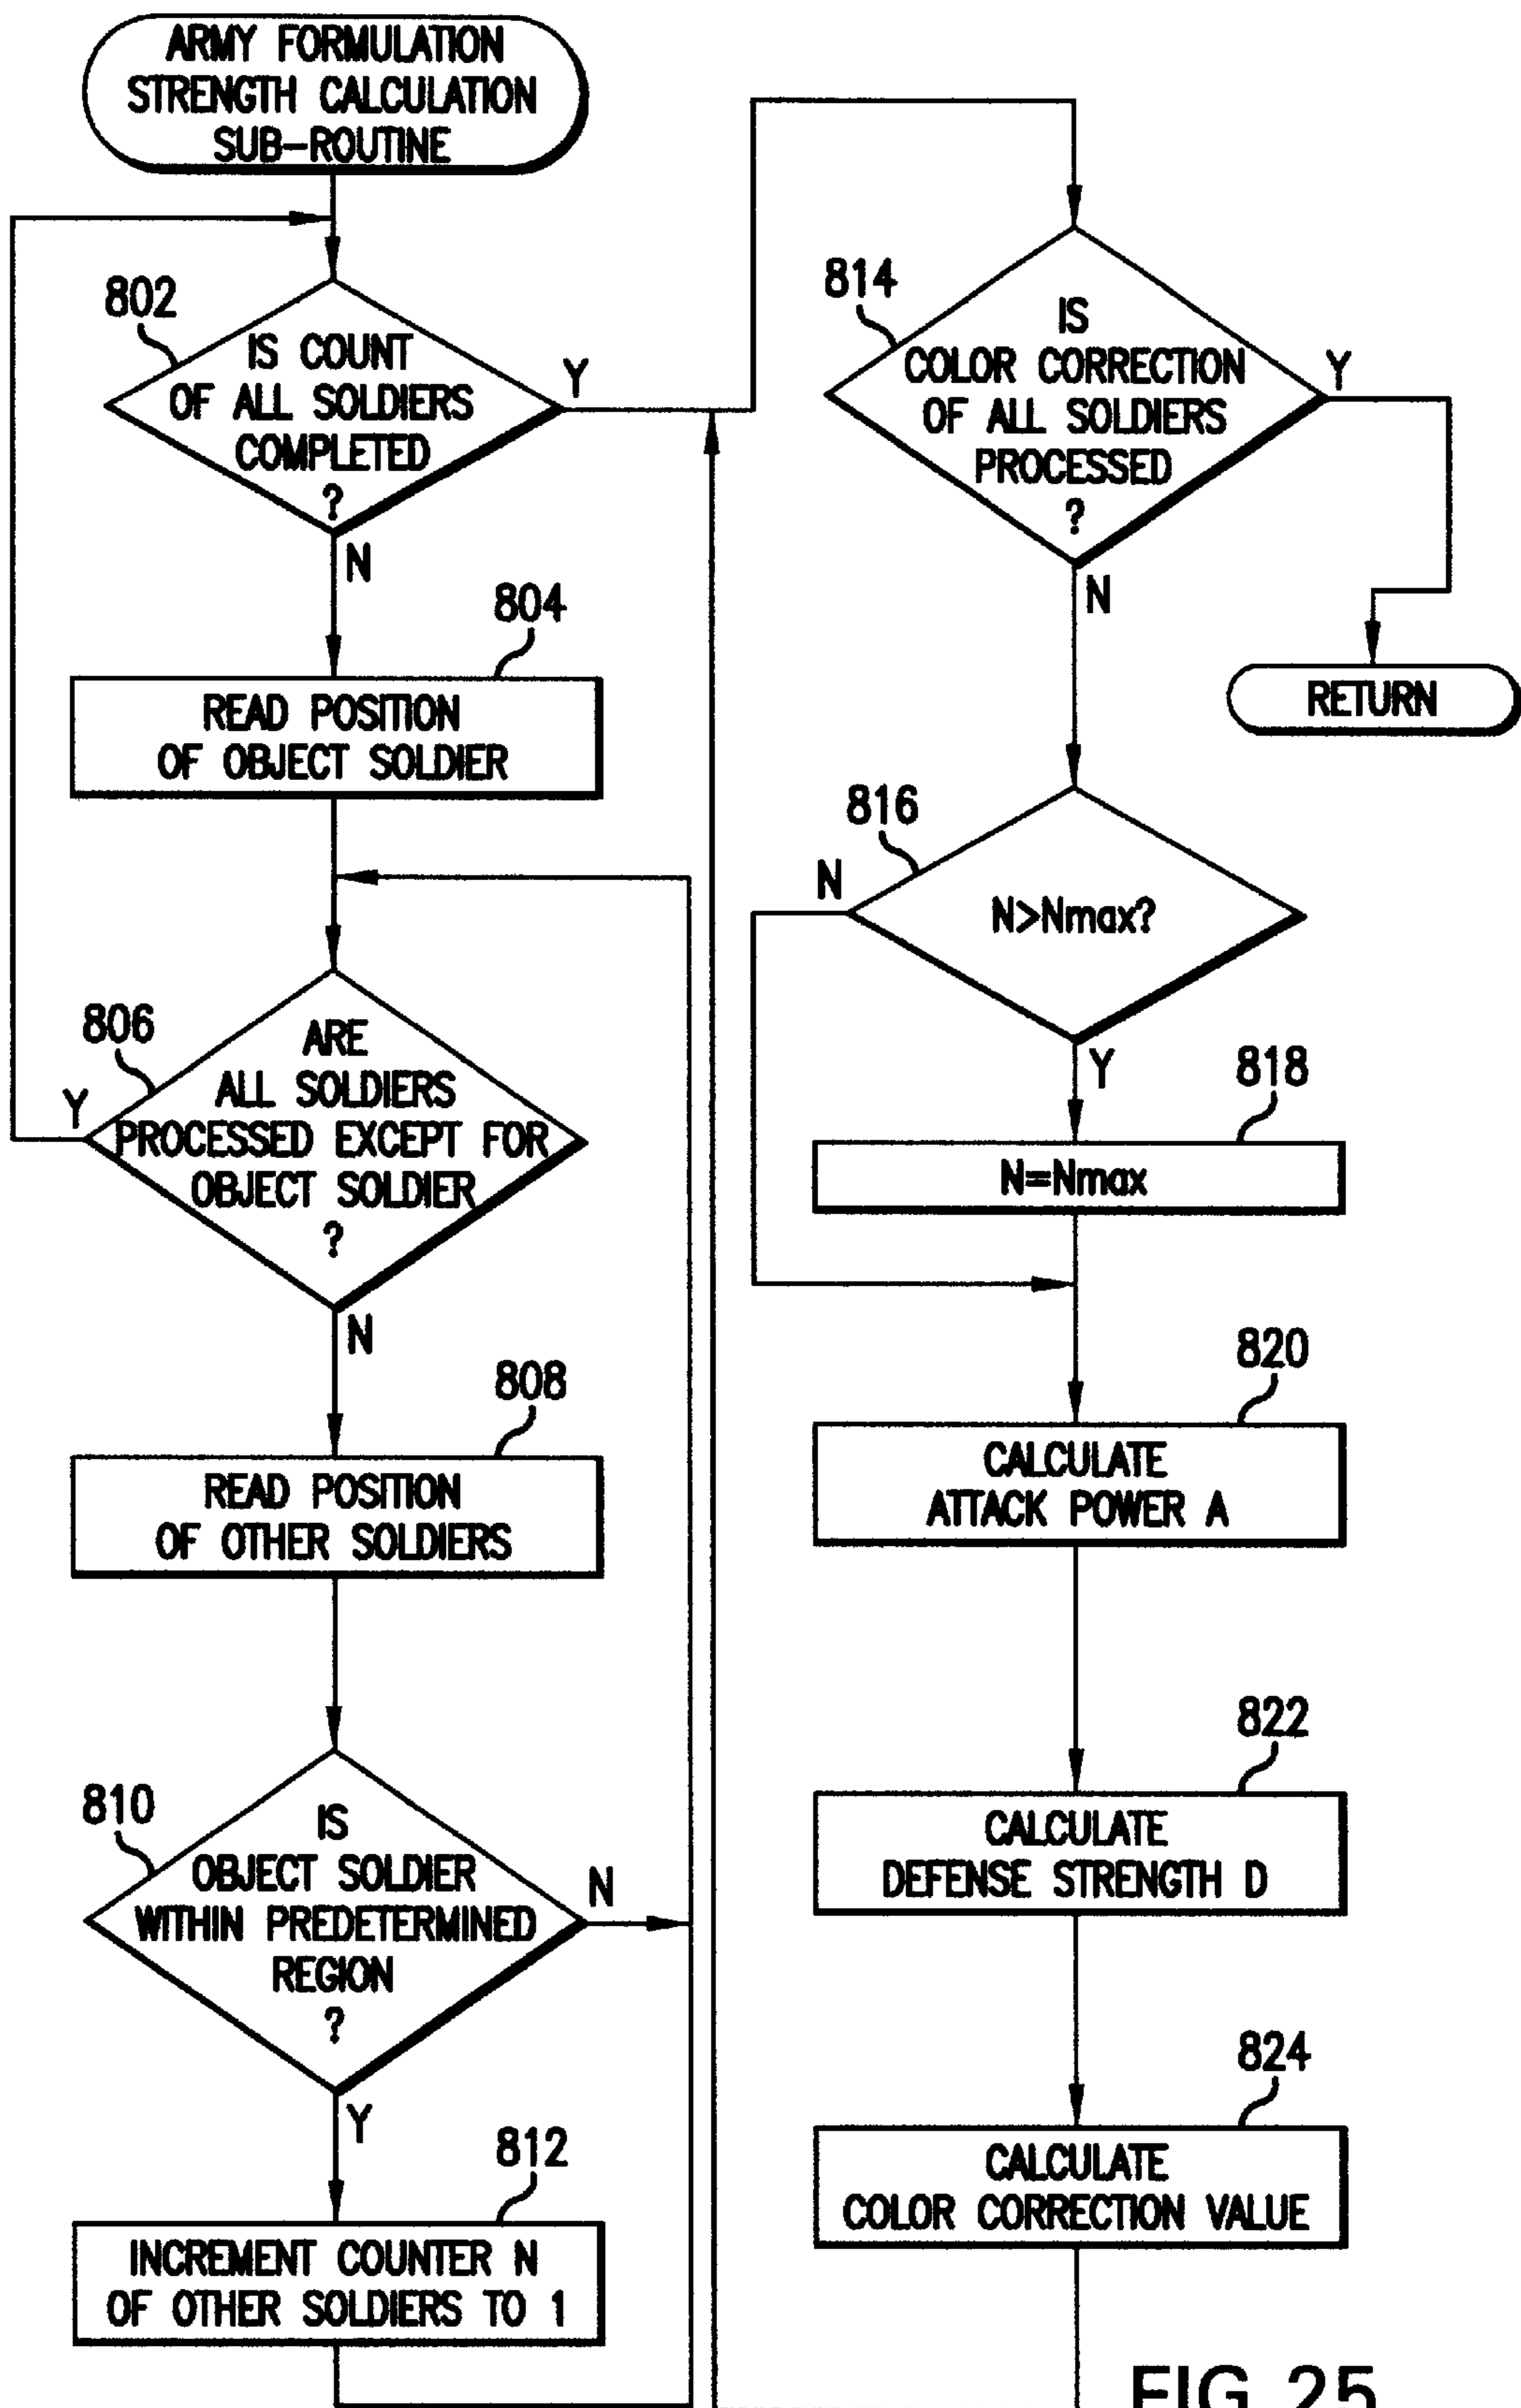 ARMY FORMULATION
STRENGTH CALCULATION
SUB-ROUTINE
802
IS COUNT
OF ALL SOLDIERS
COMPLETED
?
Y
N
804
READ POSITION
OF OBJECT SOLDIER
806
ARE
ALL SOLDIERS
PROCESSED EXCEPT FOR
OBJECT SOLDIER
?
Y
N
808
READ POSITION
OF OTHER SOLDIERS
810
IS
OBJECT SOLDIER
WITHIN PREDETERMINED
REGION
?
N
Y
812
INCREMENT COUNTER N
OF OTHER SOLDIERS TO 1
814
IS
COLOR CORRECTION
OF ALL SOLDIERS
PROCESSED
?
Y
N
RETURN
816
N>Nmax?
N
Y
818
N=Nmax
820
CALCULATE
ATTACK POWER A
822
CALCULATE
DEFENSE STRENGTH D
824
CALCULATE
COLOR CORRECTION VALUE
FIG. 25